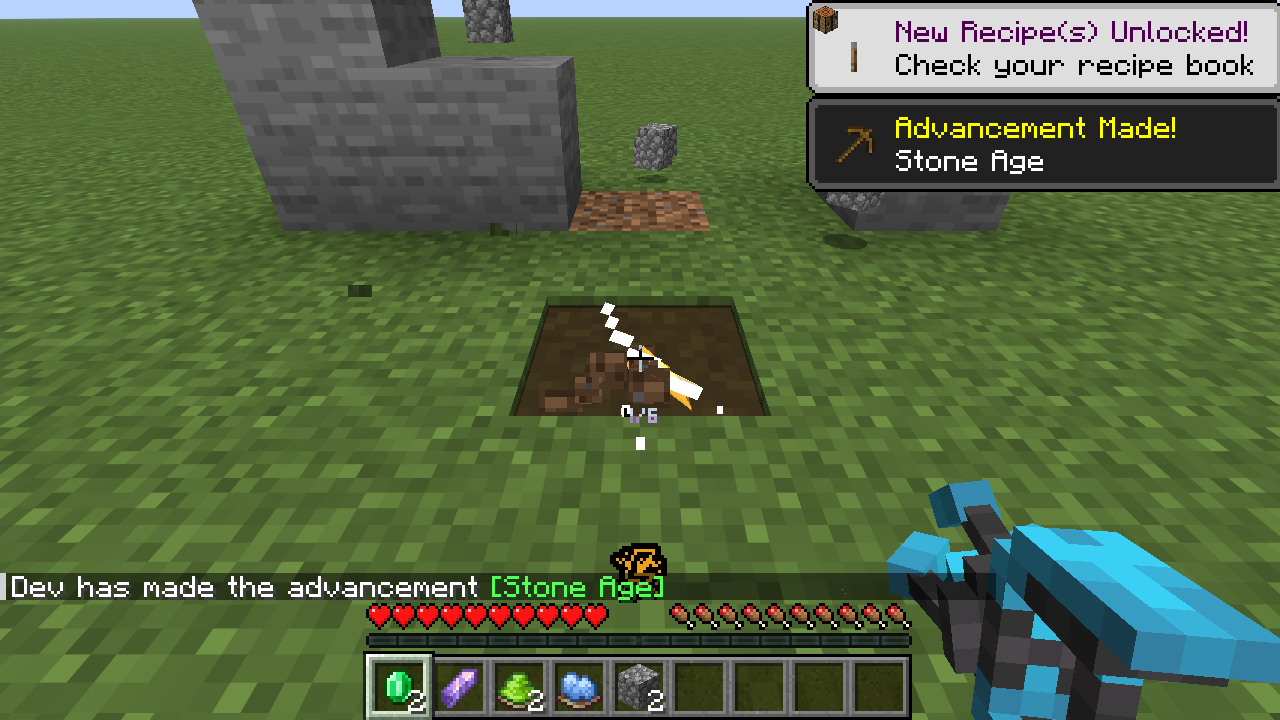 New Recipe(s) Unlocked!
Check your recipe book
Advancement Made!
Stone Age
/6
Dev has made the advancement [Stone Age]
2
2
2